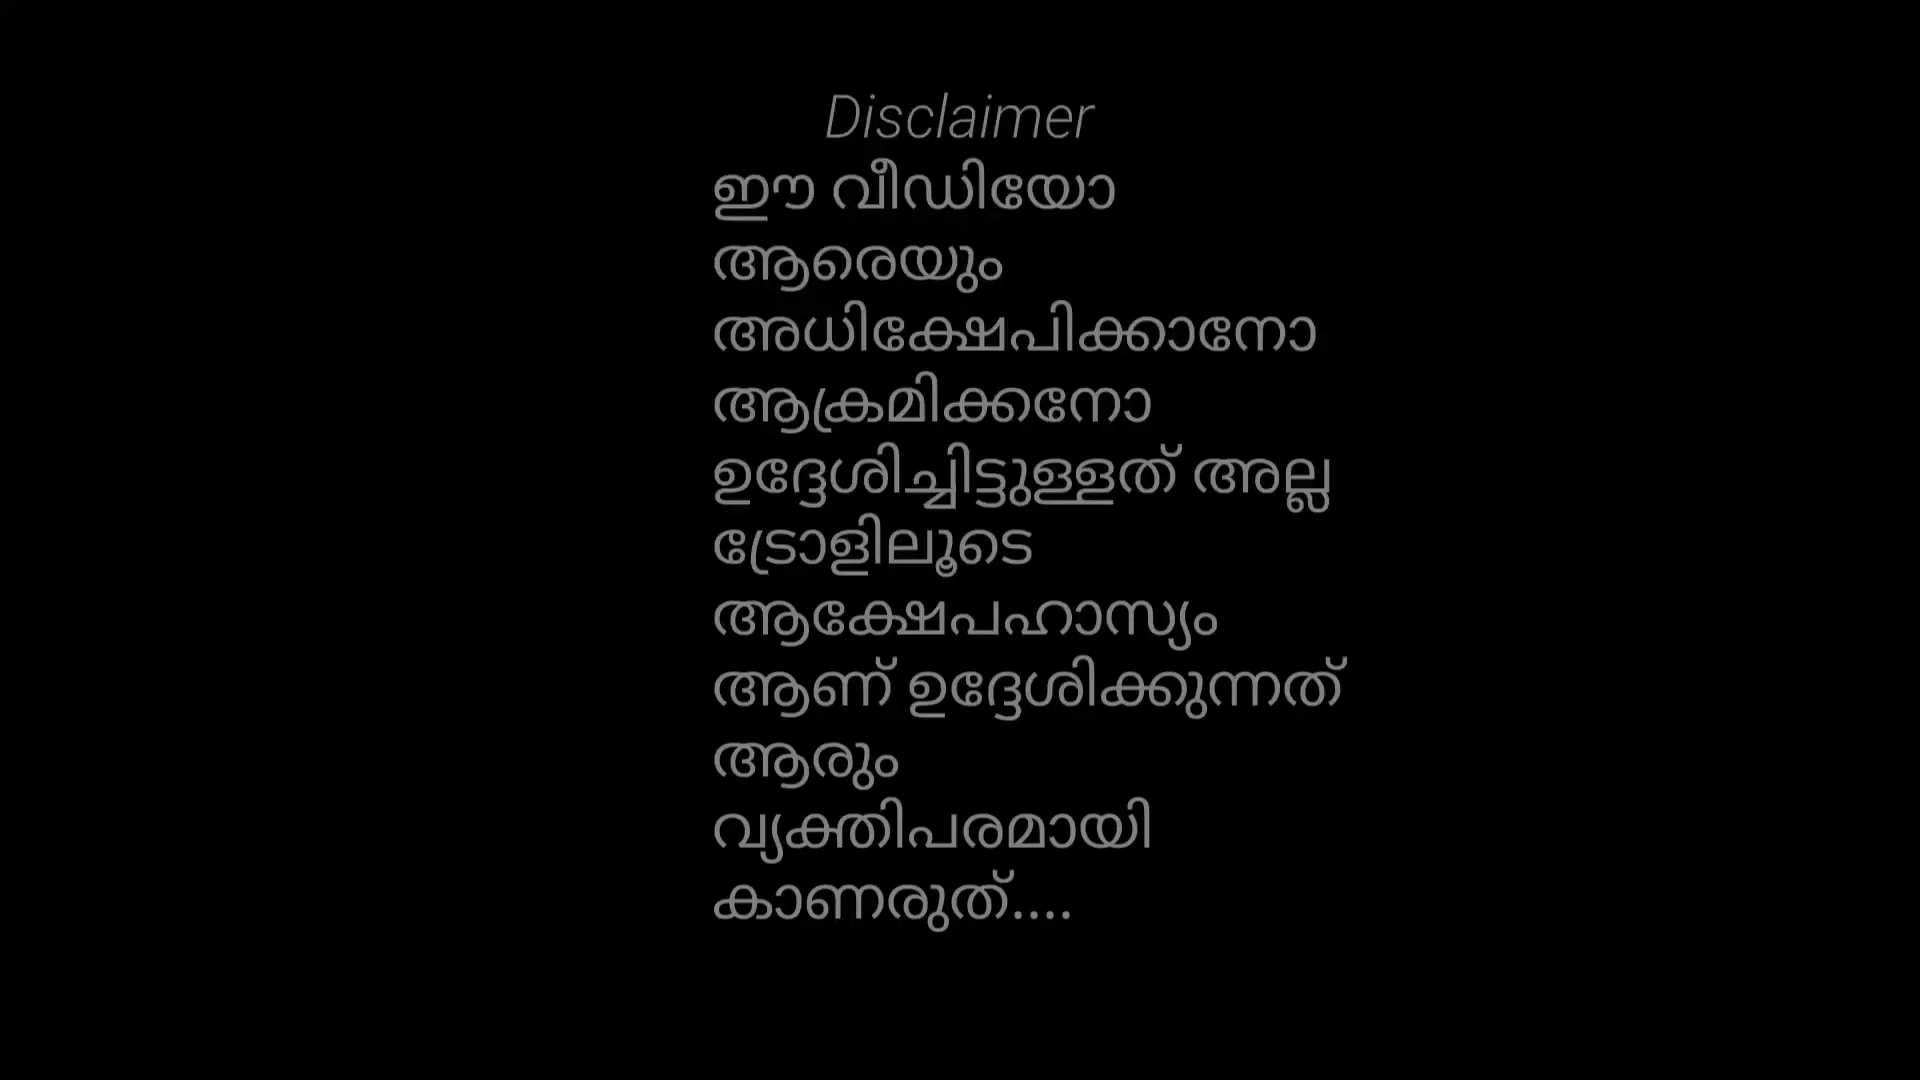 Disclaimer
ഈ വീഡിയോ
ആരെയും
അധിക്ഷേപിക്കാനോ
ആക്രമിക്കനോ
ഉദ്ദേശിച്ചിട്ടുള്ളത് അല്ല
ട്രോളിലൂടെ
ആക്ഷേപഹാസ്യം
ആണ് ഉദ്ദേശിക്കുന്നത്
ആരും
വ്യക്തിപരമായി
കാണരുത്....